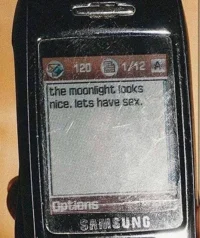 120 1/12 A
the moonlight looks
nice. lets have sex.
Options
SAMSUNG